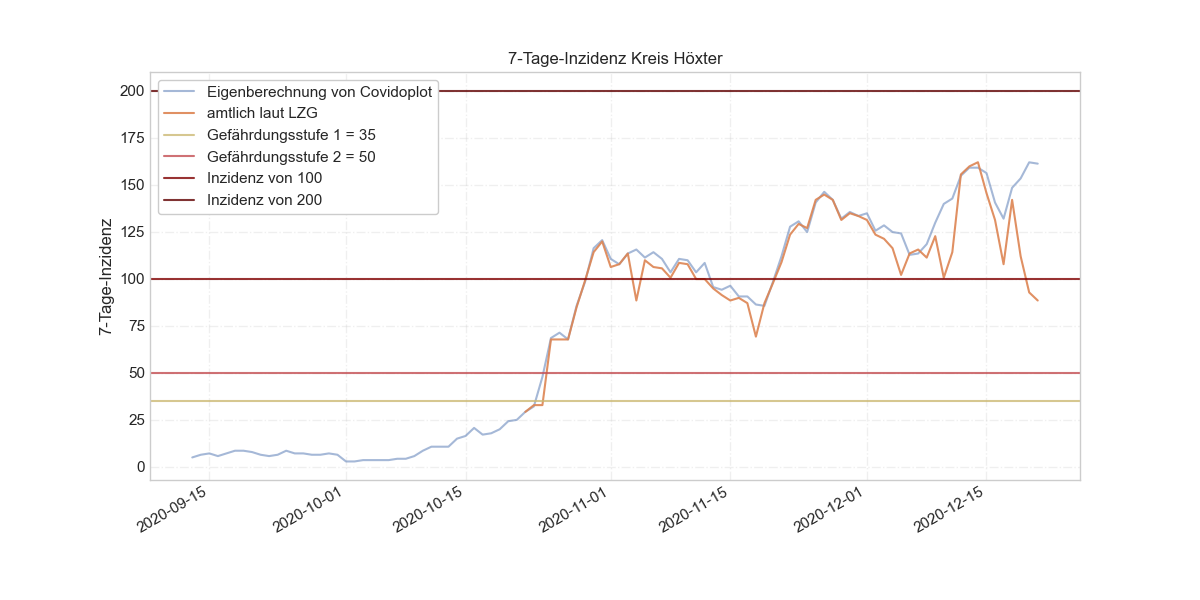 7-Tage-Inzidenz Kreis Höxter
Eigenberechnung von Covidoplot
amtlich laut LZG
Gefährdungsstufe 1 = 35
Gefährdungsstufe 2 = 50
Inzidenz von 100
Inzidenz von 200
7-Tage-Inzidenz
200
175
150
125
100
75
50
25
0
2020-09-15
2020-10-01
2020-10-15
2020-11-01
2020-11-15
2020-12-01
2020-12-15